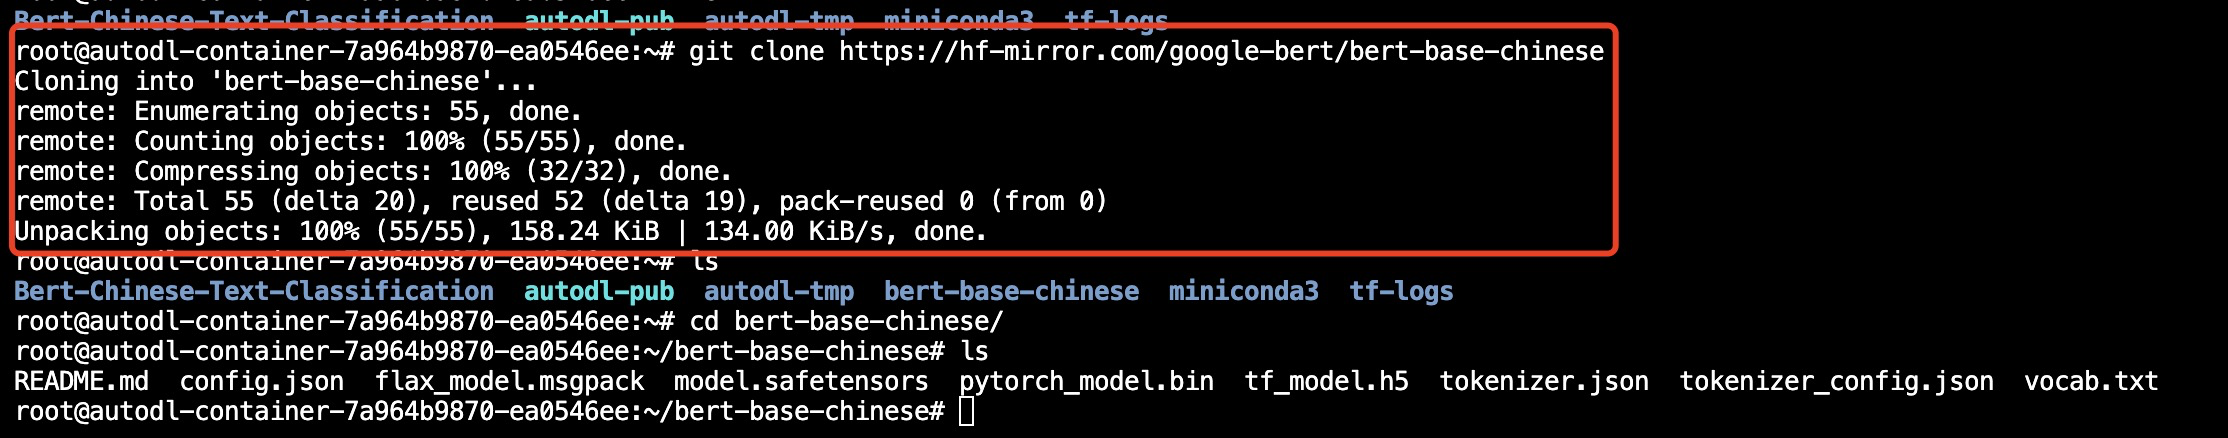 Bert-Chinese-Text-Classification  autodl-pub  autodl-tmp  miniconda3  tf-logs
root@autodl-container-7a964b9870-ea0546ee:~# git clone https://hf-mirror.com/google-bert/bert-base-chinese
Cloning into 'bert-base-chinese'...
remote: Enumerating objects: 55, done.
remote: Counting objects: 100% (55/55), done.
remote: Compressing objects: 100% (32/32), done.
remote: Total 55 (delta 20), reused 52 (delta 19), pack-reused 0 (from 0)
Unpacking objects: 100% (55/55), 158.24 KiB | 134.00 KiB/s, done.
root@autodl-container-7a964b9870-ea0546ee:~# ls
Bert-Chinese-Text-Classification  autodl-pub  autodl-tmp  bert-base-chinese  miniconda3  tf-logs
root@autodl-container-7a964b9870-ea0546ee:~# cd bert-base-chinese/
root@autodl-container-7a964b9870-ea0546ee:~/bert-base-chinese# ls
README.md  config.json  flax_model.msgpack  model.safetensors  pytorch_model.bin  tf_model.h5  tokenizer.json  tokenizer_config.json  vocab.txt
root@autodl-container-7a964b9870-ea0546ee:~/bert-base-chinese#